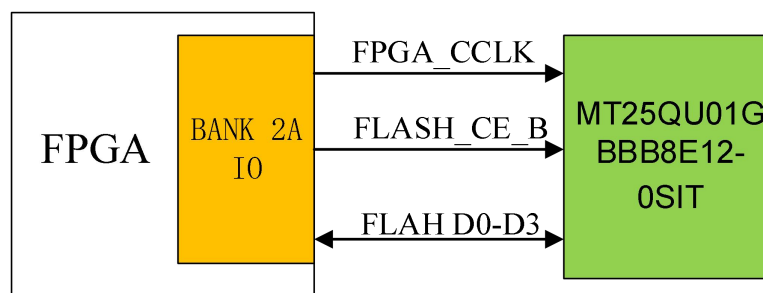 FPGA
BANK 2A
IO
FPGA_CCLK
FLASH_CE_B
FLAH D0-D3
MT25QU01G
BBB8E12-
0SIT